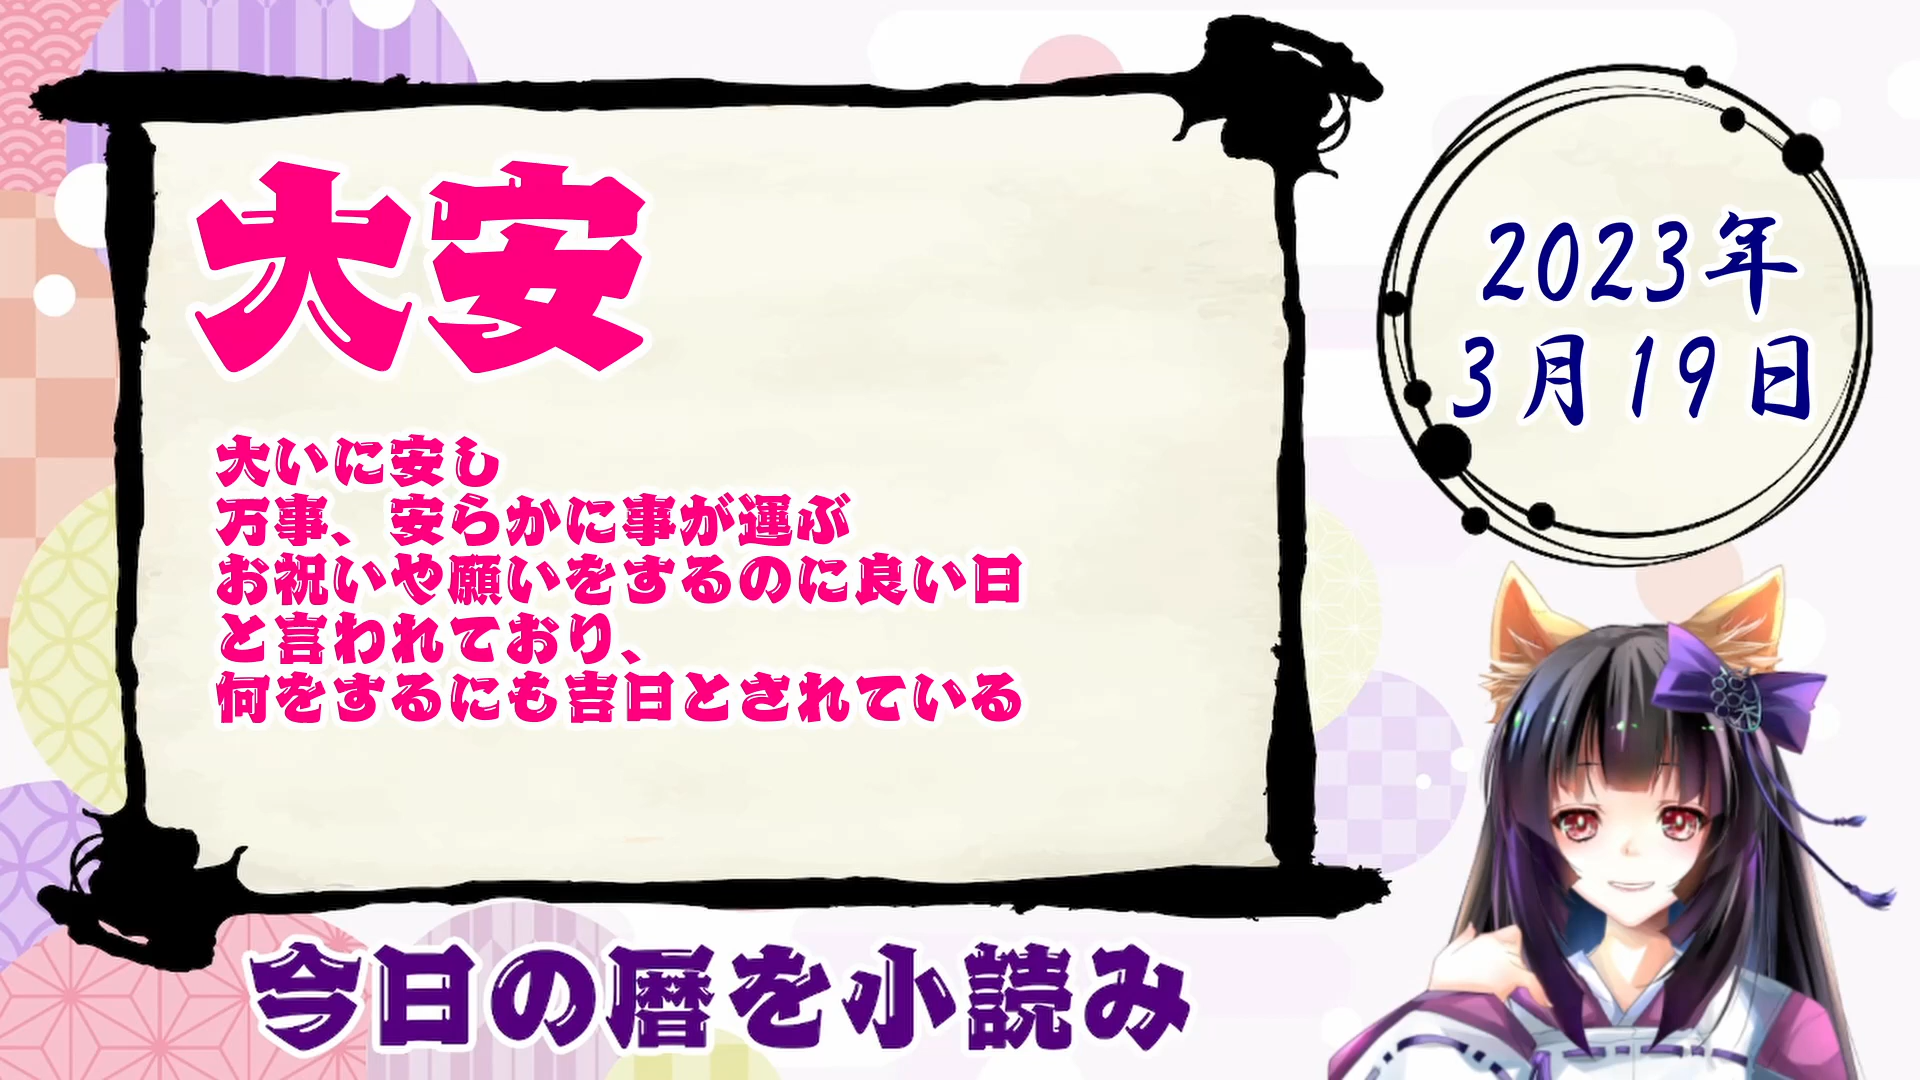 大安
大いに安し
万事、安らかに事が運ぶ
お祝いや願いをするのに良い日
と言われており、
何をするにも吉日とされている
2023年
3月19日
今日の暦を小読み